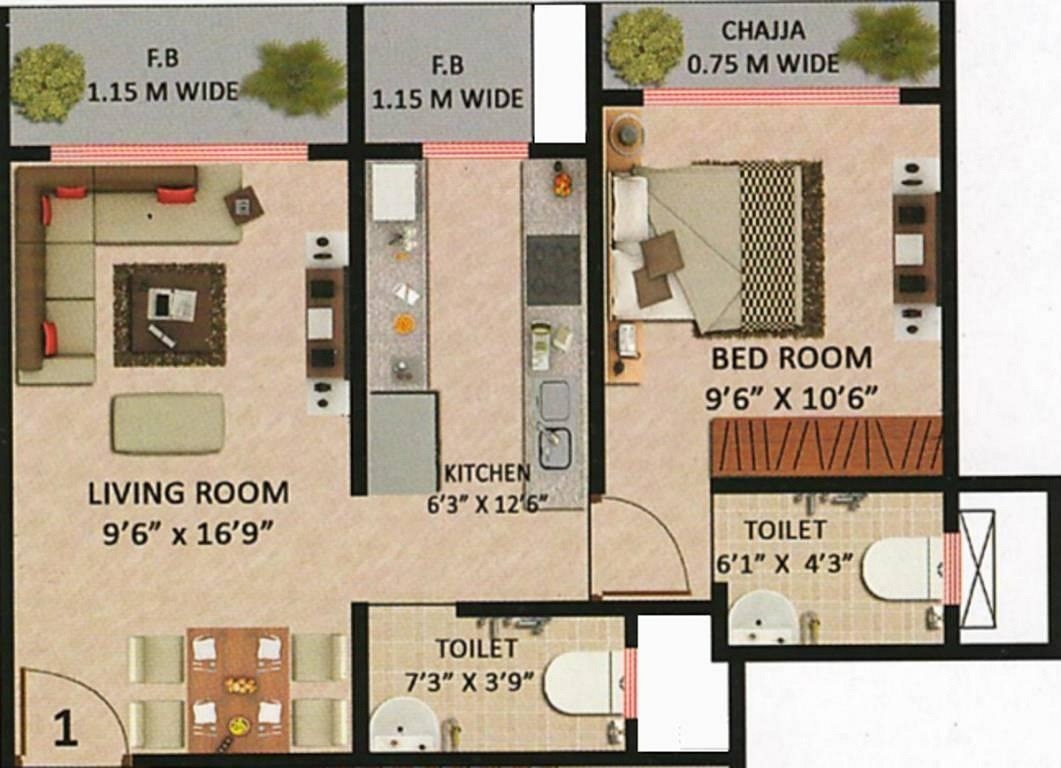 F.B
1.15 M WIDE
F.B
1.15 M WIDE
CHAJJA
0.75 M WIDE
BED ROOM
9'6" X 10'6"
KITCHEN
6'3" X 12'6"
LIVING ROOM
9'6" x 16'9"
TOILET
6'1" X 4'3"
TOILET
7'3" X 3'9"
1